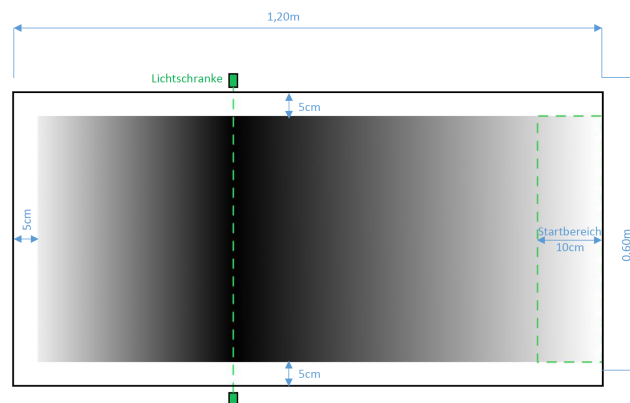 1,20m
Lichtschranke
5cm
5cm
Startbereich
10cm
0.60m
5cm